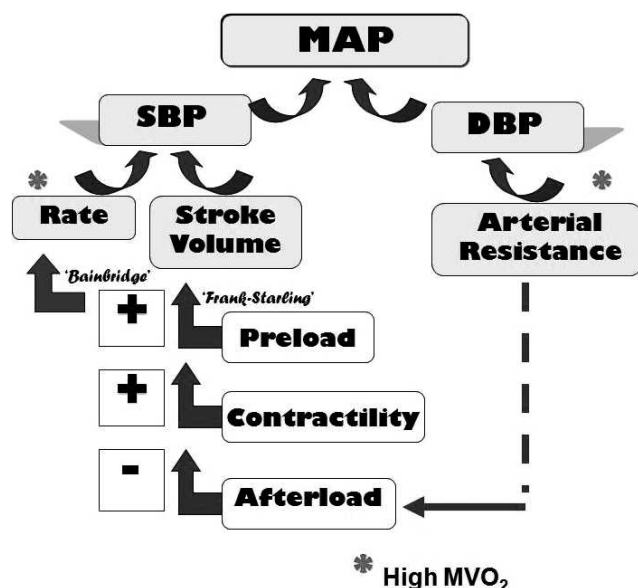 MAP
SBP
DBP
*
*
Rate
Stroke
Volume
Arterial
Resistance
'Bainbridge'
+
'Frank-Starling'
Preload
+
Contractility
-
Afterload
* High MVO₂